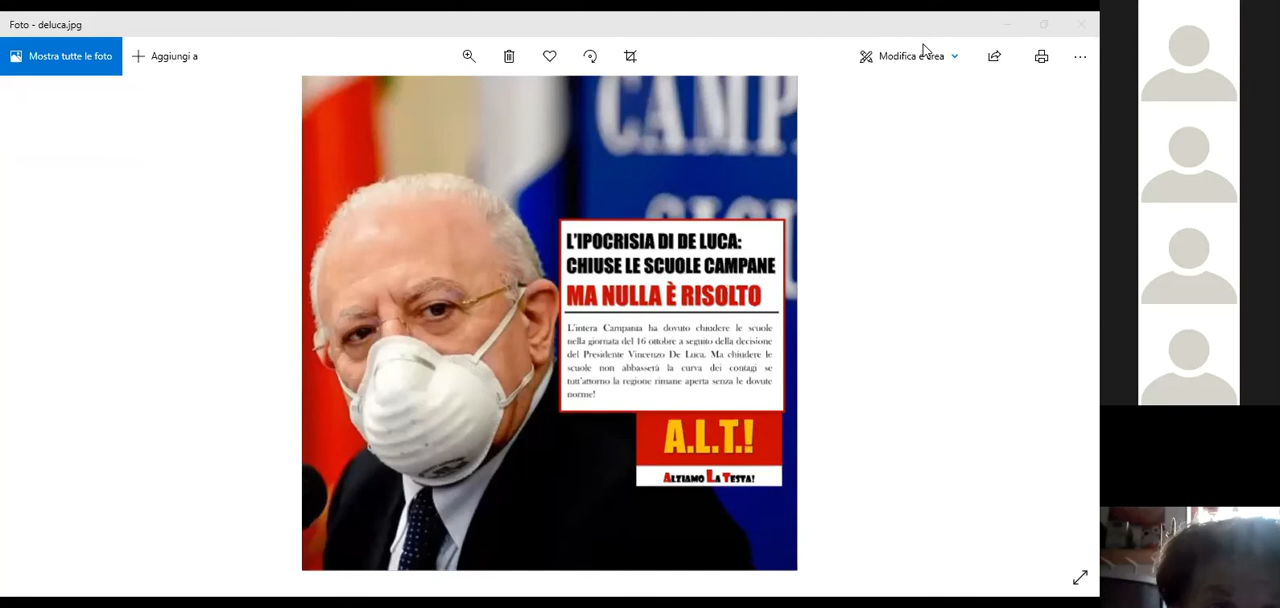 Foto - deluca.jpg
Mostra tutte le foto
Aggiungi a
Modifica e crea
CAMP
L'IPOCRISIA DI DE LUCA:
CHIUSE LE SCUOLE CAMPANE
MA NULLA È RISOLTO
L'intera Campania ha dovuto chiudere le scuole
nella giornata del 16 ottobre a seguito della decisione
del Presidente Vincenzo De Luca. Ma chiudere le
scuole non abbasserà la curva dei contagi se
tutt'attorno la regione rimane aperta senza le dovute
norme!
A.L.T.!
ALZIAMO LA TESTA!